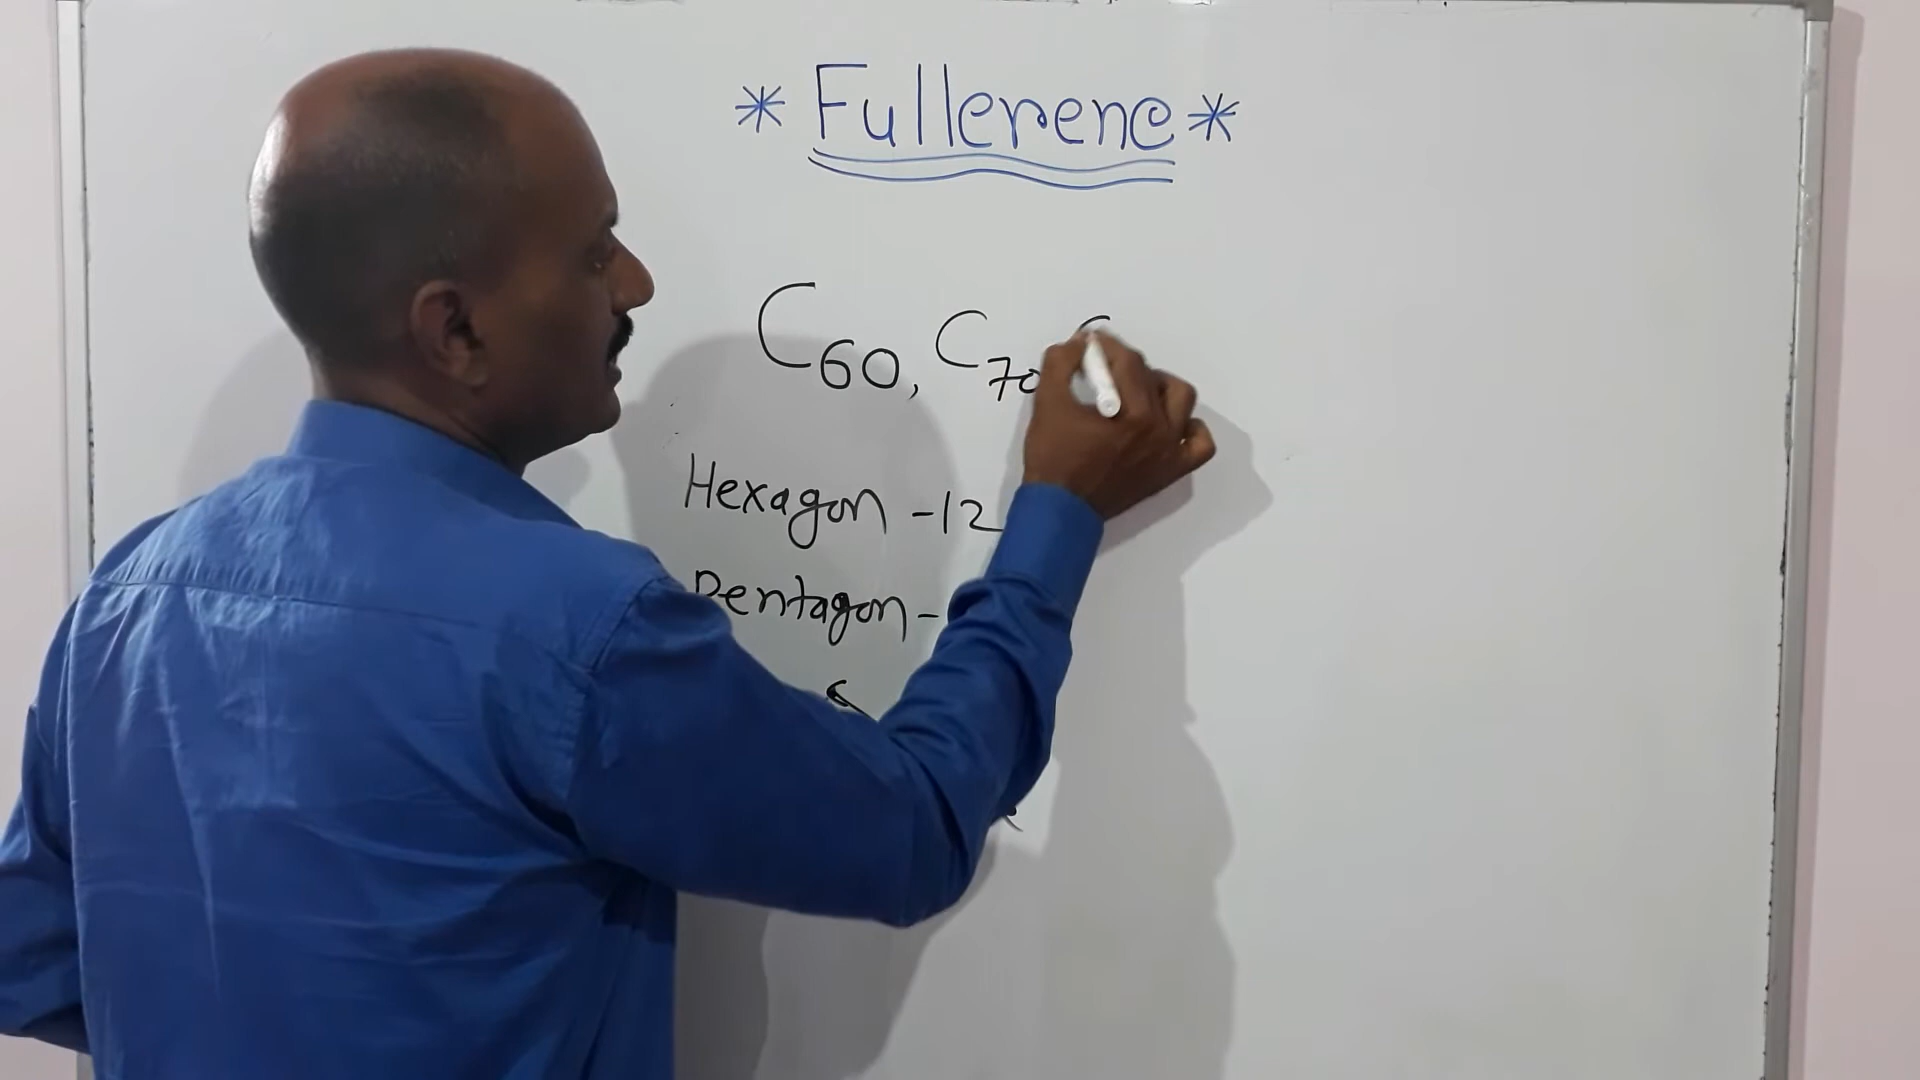 * Fullerene *
C60, C70
Hexagon - 12
Pentagon -